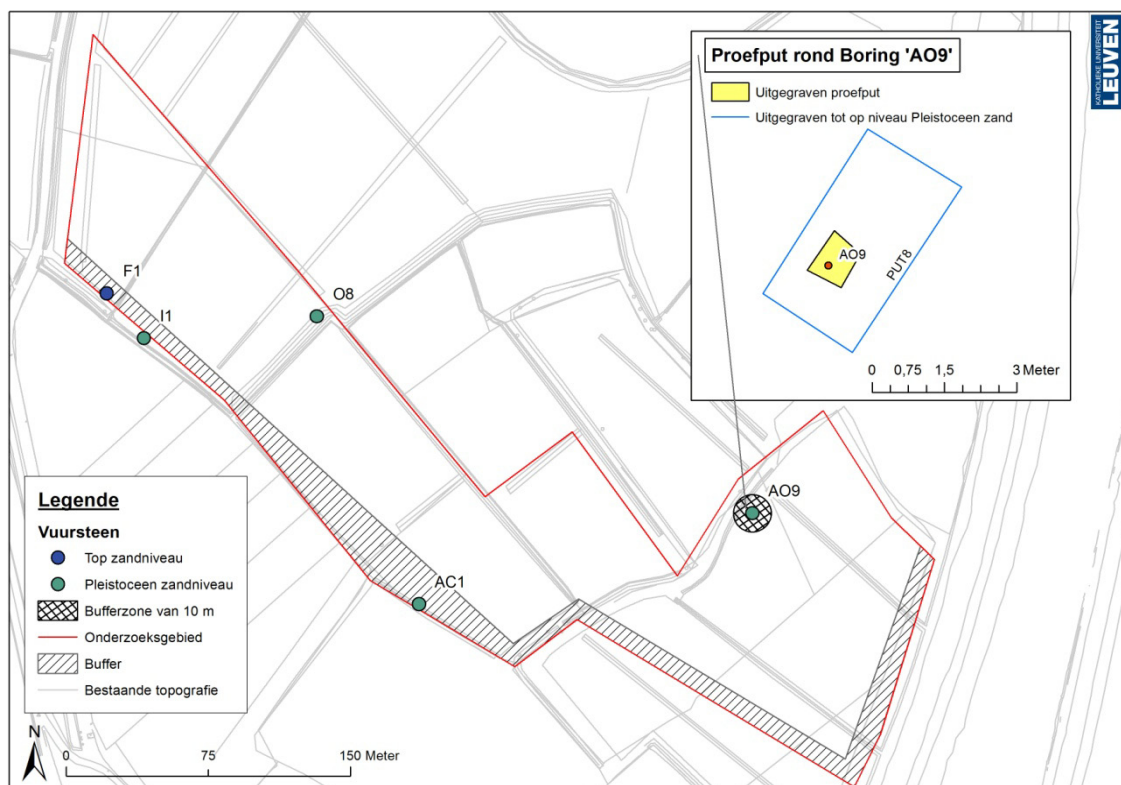 KATHOLIEKE UNIVERSITEIT
LEUVEN
Proefput rond Boring 'AO9'
Uitgegraven proefput
Uitgegraven tot op niveau Pleistoceen zand
AO9
PUT8
0 0,75 1,5 3 Meter
F1
I1
O8
AO9
AC1
Legende
Vuursteen
Top zandniveau
Pleistoceen zandniveau
Bufferzone van 10 m
Onderzoeksgebied
Buffer
Bestaande topografie
N
0 75 150 Meter